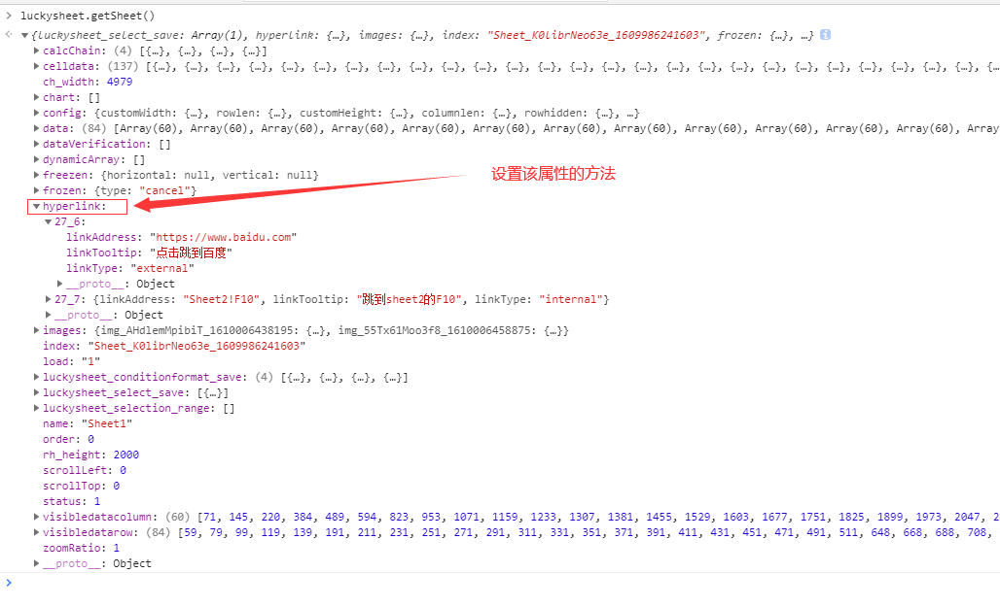 > luckysheet.getSheet()
{luckysheet_select_save: Array(1), hyperlink: {…}, images: {…}, index: "Sheet_K0librNeo63e_1609986241603", frozen: {…}, …}
calcChain: (4) [{…}, {…}, {…}, {…}]
celldata: (137) [{…}, {…}, {…}, {…}, {…}, {…}, {…}, {…}, {…}, {…}, {…}, {…}, {…}, {…}, {…}, {…}, {…}, {…}, {…}, {…}, {…}, {…}, {…}, {…}, {…}, {…}, {…
ch_width: 4979
chart: []
config: {customWidth: {…}, rowlen: {…}, customHeight: {…}, columnlen: {…}, rowhidden: {…}, …}
data: (84) [Array(60), Array(60), Array(60), Array(60), Array(60), Array(60), Array(60), Array(60), Array(60), Array(60), Array(60), Array(60), Array
dataVerification: []
dynamicArray: []
freezen: {horizontal: null, vertical: null}
设置该属性的方法
frozen: {type: "cancel"}
hyperlink:
27_6:
linkAddress: "https://www.baidu.com"
linkTooltip: "点击跳到百度"
linkType: "external"
__proto__: Object
27_7: {linkAddress: "Sheet2!F10", linkTooltip: "跳到sheet2的F10", linkType: "internal"}
__proto__: Object
images: {img_AHdlemMpibiT_1610006438195: {…}, img_55Tx61Moo3f8_1610006458875: {…}}
index: "Sheet_K0librNeo63e_1609986241603"
load: "1"
luckysheet_conditionformat_save: (4) [{…}, {…}, {…}, {…}]
luckysheet_select_save: [{…}]
luckysheet_selection_range: []
name: "Sheet1"
order: 0
rh_height: 2000
scrollLeft: 0
scrollTop: 0
status: 1
visibledatacolumn: (60) [71, 145, 220, 384, 489, 594, 823, 953, 1071, 1159, 1233, 1307, 1381, 1455, 1529, 1603, 1677, 1751, 1825, 1899, 1973, 2047, 2
visibledatarow: (84) [59, 79, 99, 119, 139, 191, 211, 231, 251, 271, 291, 311, 331, 351, 371, 391, 411, 431, 451, 471, 491, 511, 648, 668, 688, 708,
zoomRatio: 1
__proto__: Object
>